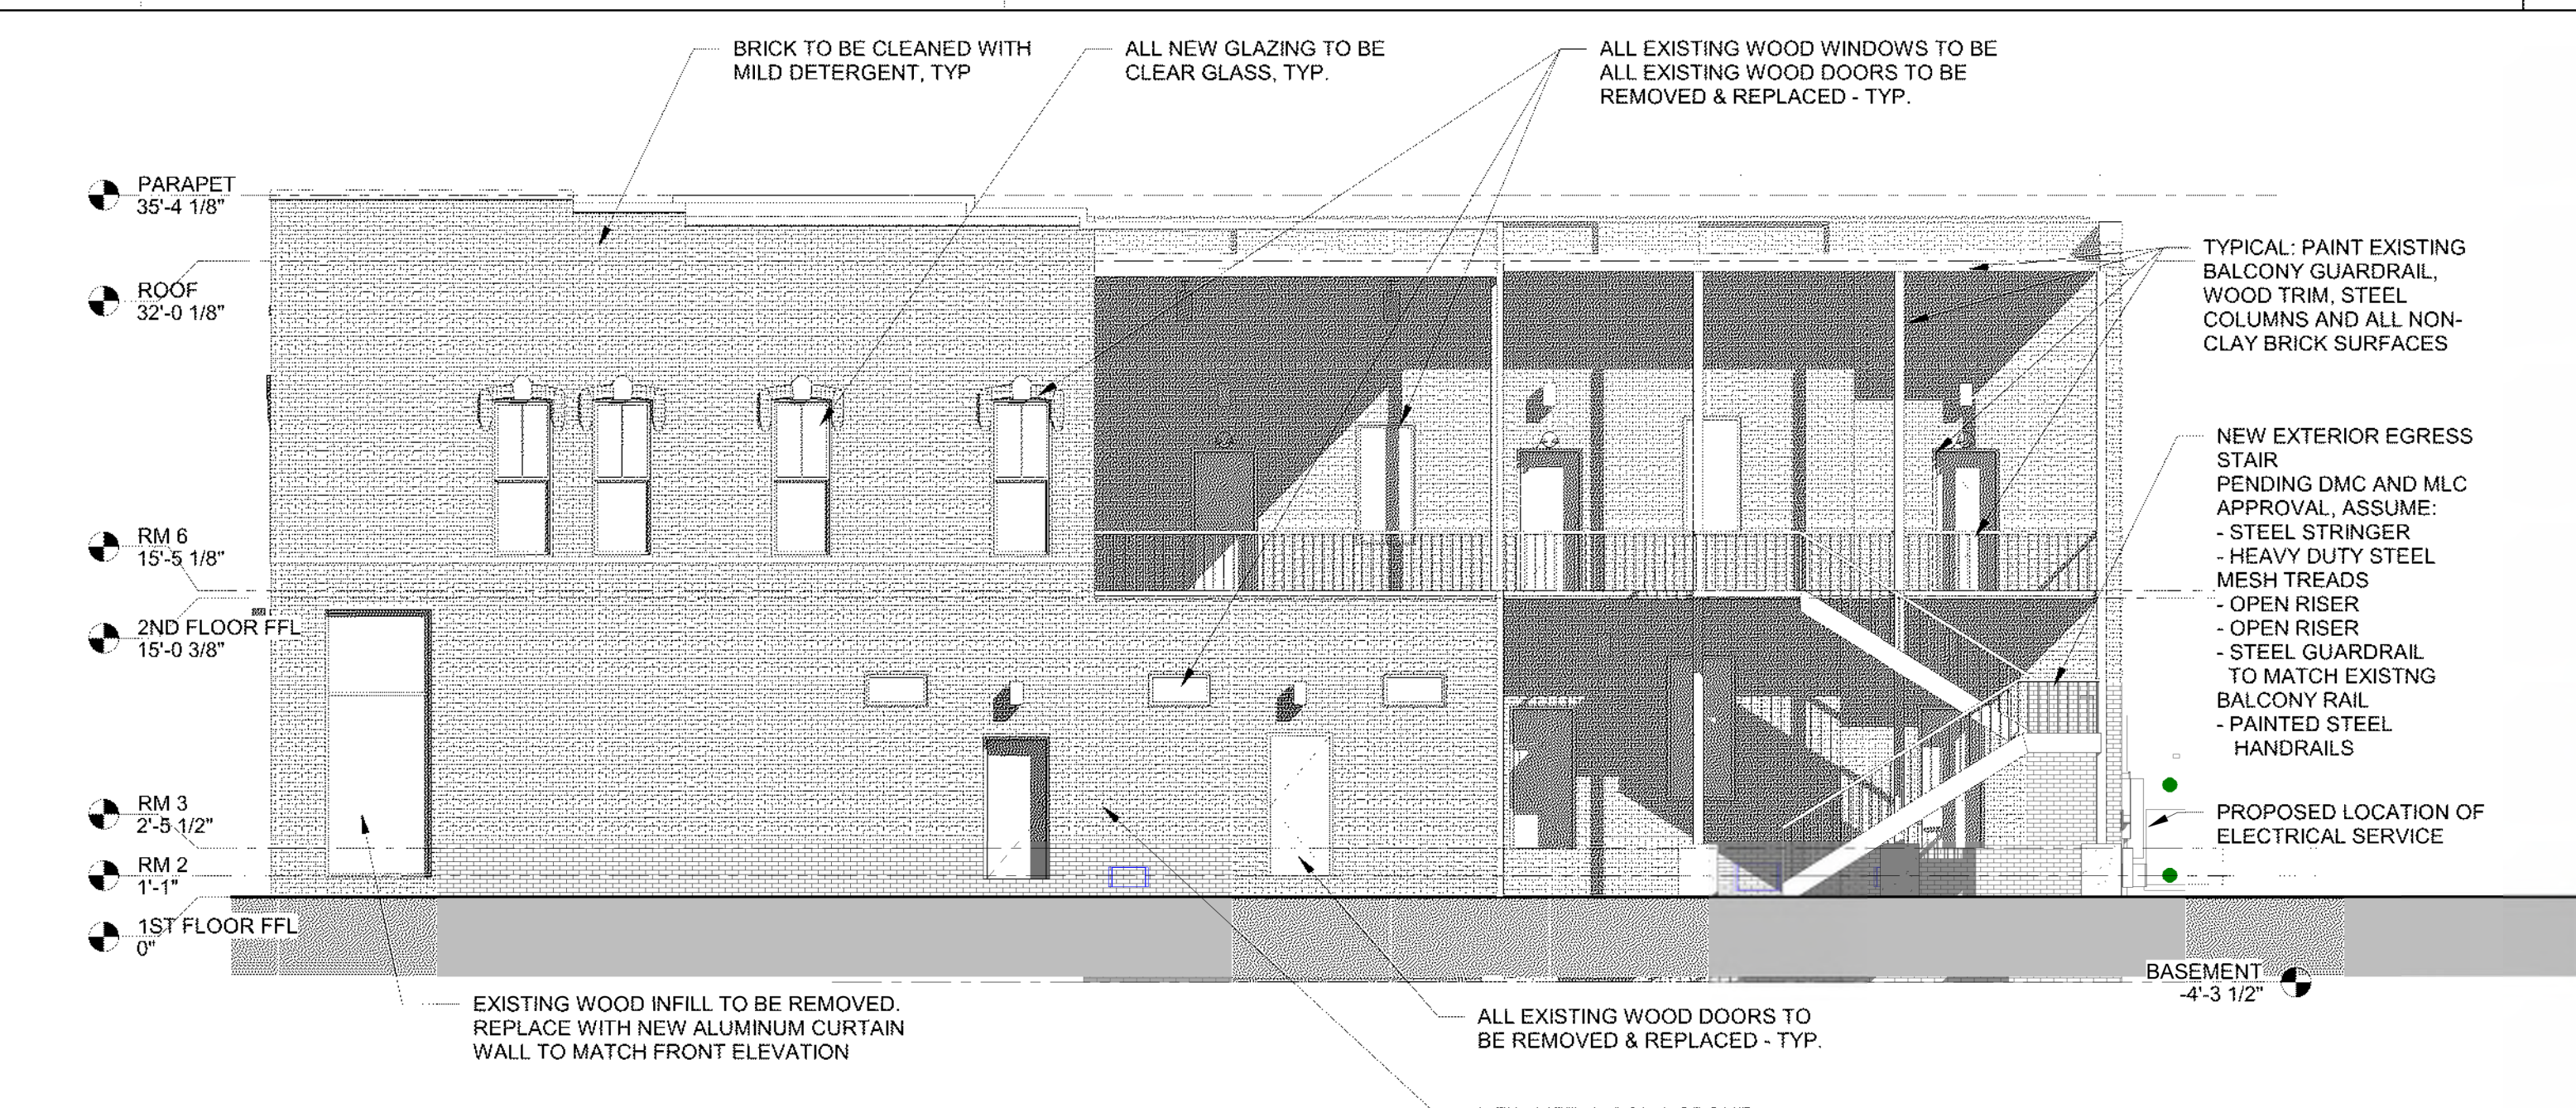 BRICK TO BE CLEANED WITH
MILD DETERGENT, TYP
ALL NEW GLAZING TO BE
CLEAR GLASS, TYP.
ALL EXISTING WOOD WINDOWS TO BE
ALL EXISTING WOOD DOORS TO BE
REMOVED & REPLACED - TYP.
PARAPET
35'-4 1/8"
ROOF
32'-0 1/8"
RM 6
15'-5 1/8"
2ND FLOOR FFL
15'-0 3/8"
RM 3
2'-5 1/2"
RM 2
1'-1"
1ST FLOOR FFL
0"
TYPICAL: PAINT EXISTING
BALCONY GUARDRAIL,
WOOD TRIM, STEEL
COLUMNS AND ALL NON-
CLAY BRICK SURFACES
NEW EXTERIOR EGRESS
STAIR
PENDING DMC AND MLC
APPROVAL, ASSUME:
- STEEL STRINGER
- HEAVY DUTY STEEL
MESH TREADS
- OPEN RISER
- OPEN RISER
- STEEL GUARDRAIL
TO MATCH EXISTNG
BALCONY RAIL
- PAINTED STEEL
HANDRAILS
PROPOSED LOCATION OF
ELECTRICAL SERVICE
BASEMENT
-4'-3 1/2"
EXISTING WOOD INFILL TO BE REMOVED.
REPLACE WITH NEW ALUMINUM CURTAIN
WALL TO MATCH FRONT ELEVATION
ALL EXISTING WOOD DOORS TO
BE REMOVED & REPLACED - TYP.